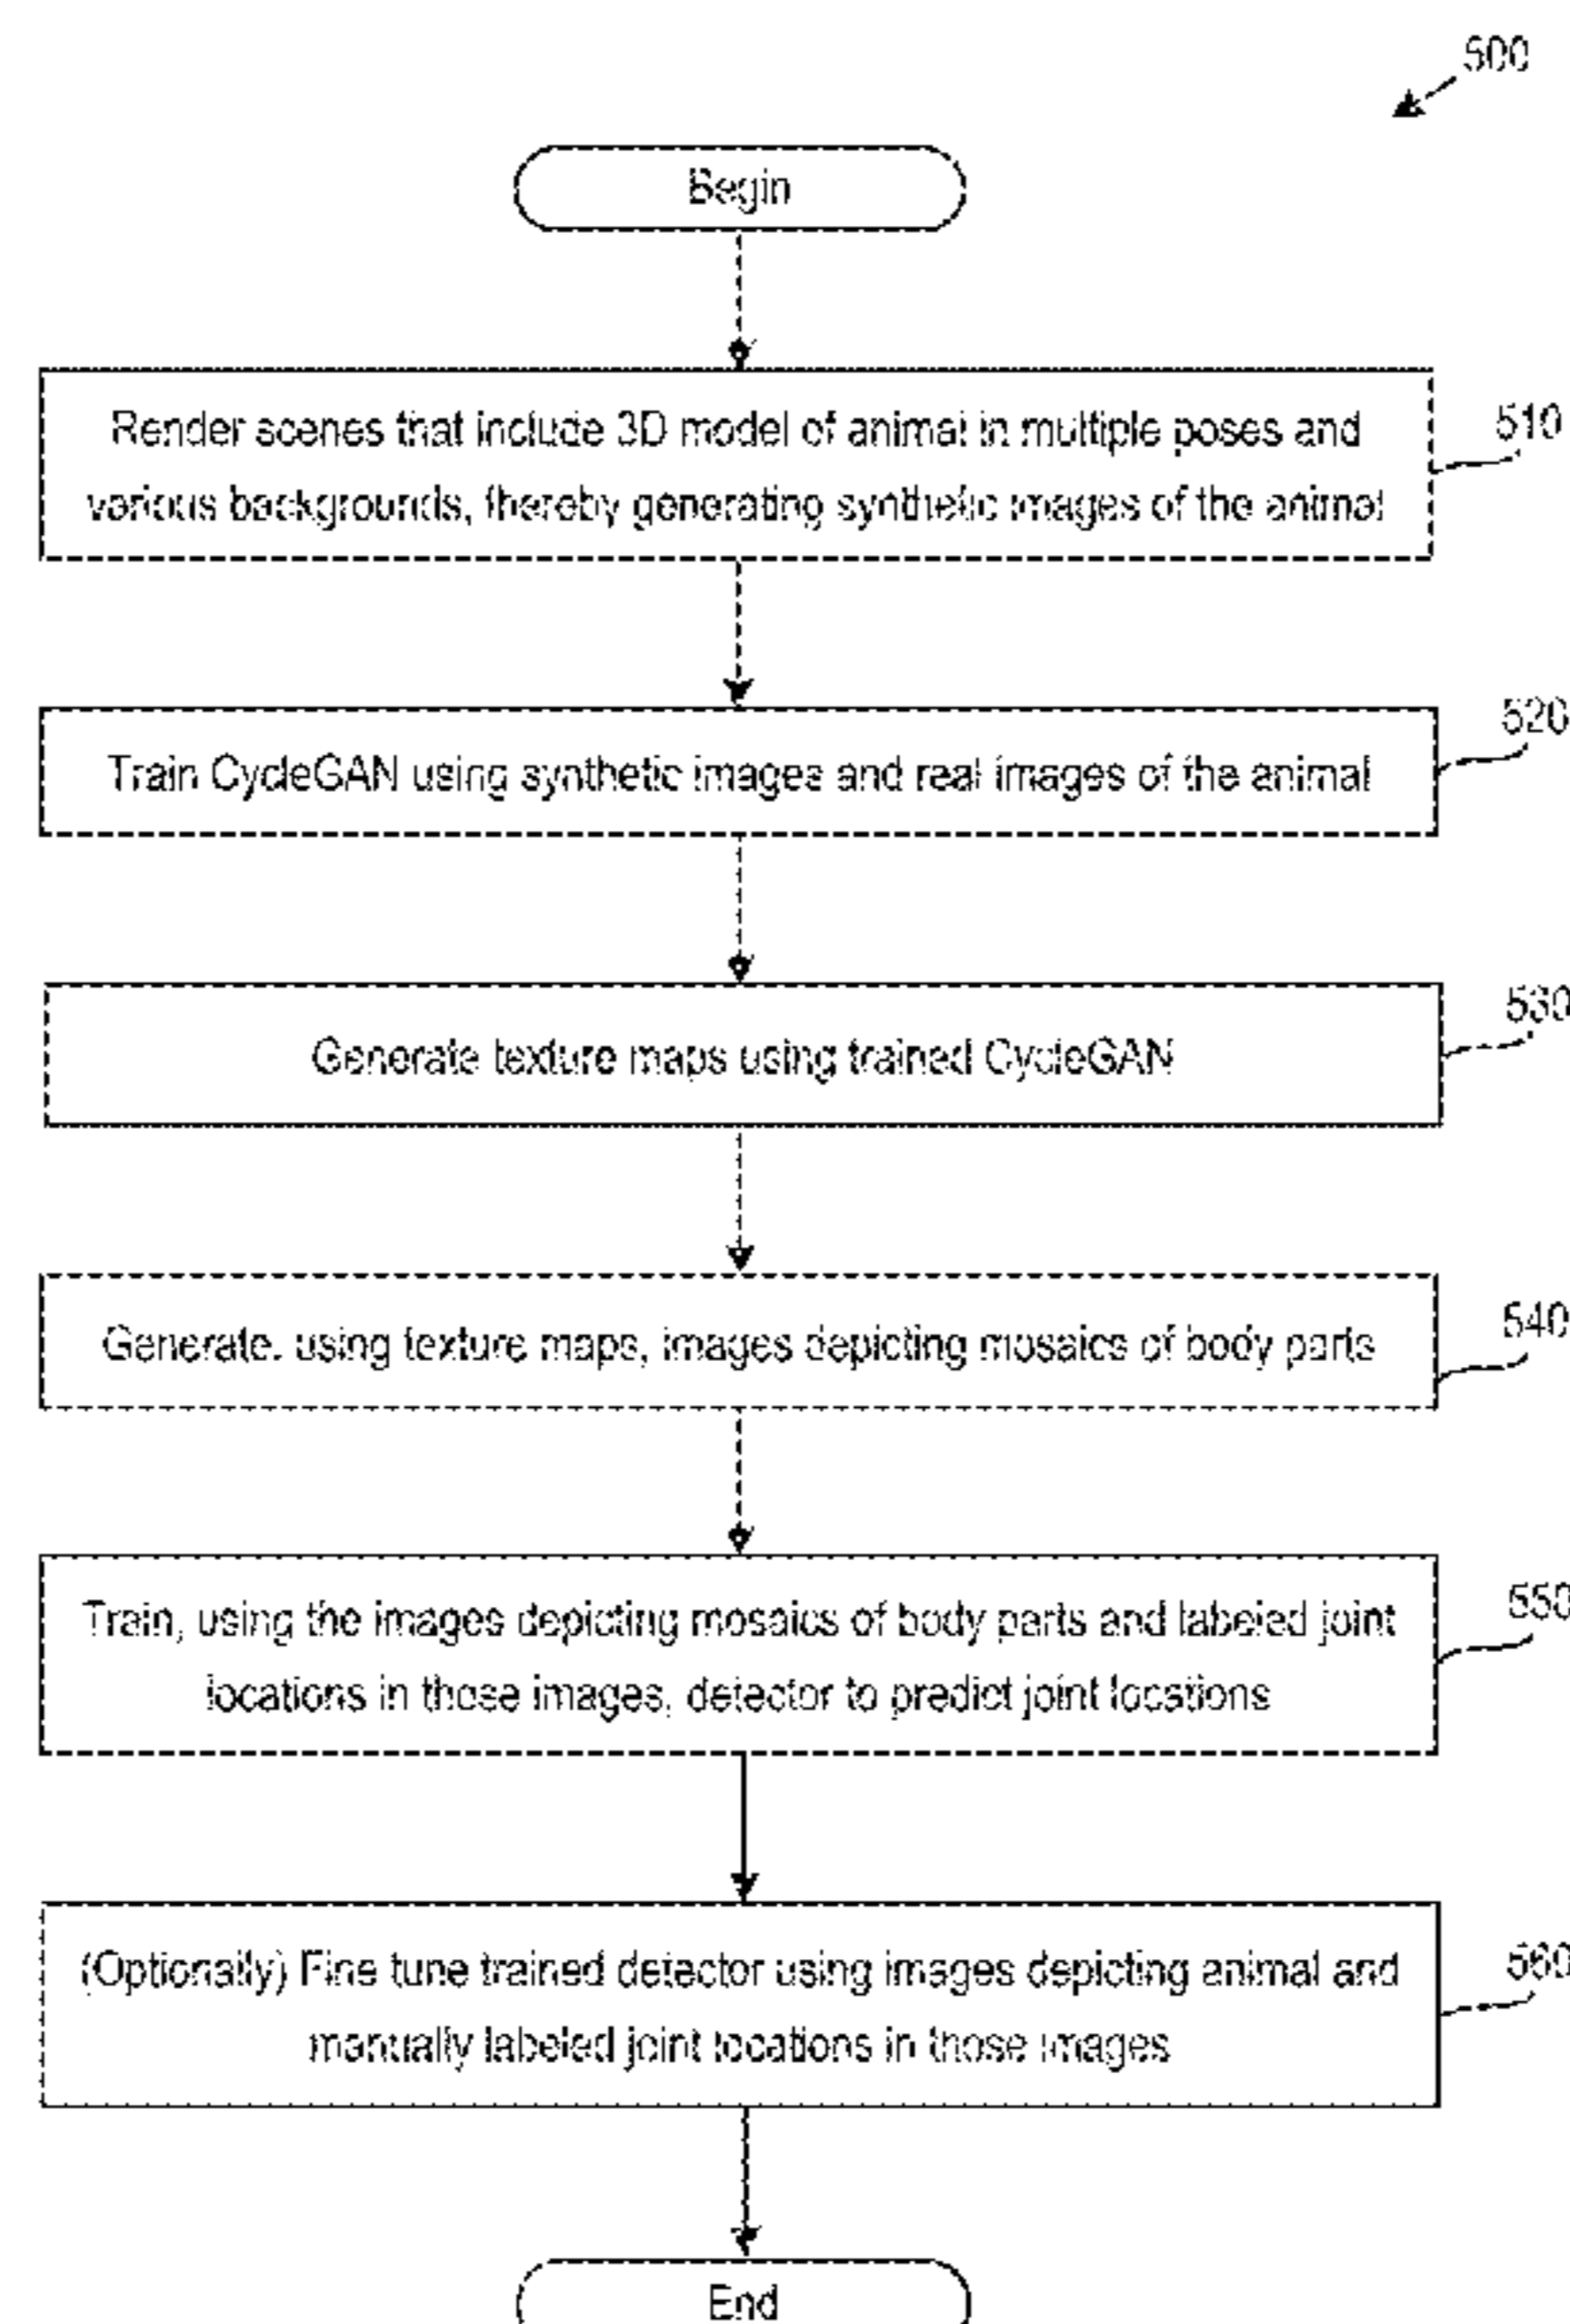 500
Begin
Render scenes that include 3D model of animal in multiple poses and
various backgrounds, thereby generating synthetic images of the animal
510
Train CycleGAN using synthetic images and real images of the animal
520
Generate texture maps using trained CycleGAN
530
Generate, using texture maps, images depicting mosaics of body parts
540
Train, using the images depicting mosaics of body parts and labeled joint
locations in those images, detector to predict joint locations
550
(Optionally) Fine tune trained detector using images depicting animal and
manually labeled joint locations in those images
560
End